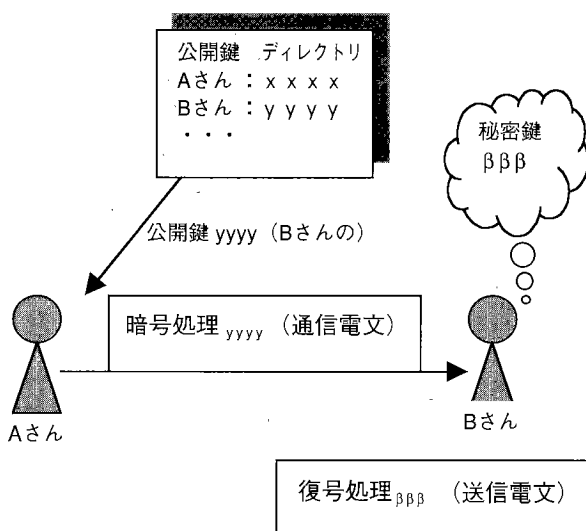 公開鍵 ディレクトリ
Aさん：xxxx
Bさん：yyyy
・・・
秘密鍵
βββ
公開鍵 yyyy（Bさんの）
暗号処理yyyy（通信電文）
Aさん
Bさん
復号処理βββ（送信電文）